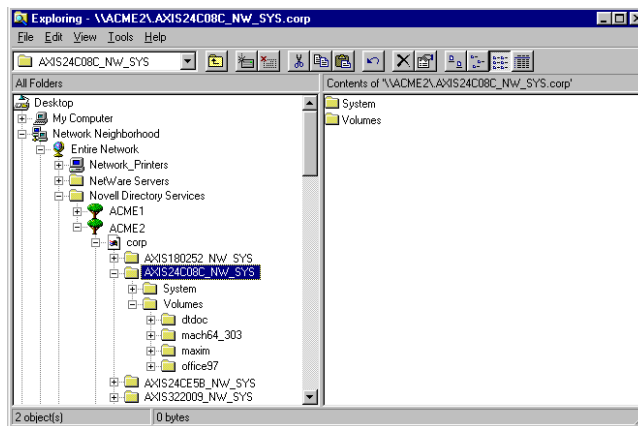 Exploring - \\ACME2\.AXIS24C08C_NW_SYS.corp
File Edit View Tools Help
AXIS24C08C_NW_SYS
All Folders
Contents of '\\ACME2\.AXIS24C08C_NW_SYS.corp'
Desktop
My Computer
Network Neighborhood
Entire Network
Network_Printers
NetWare Servers
Novell Directory Services
ACME1
ACME2
corp
AXIS180252_NW_SYS
AXIS24C08C_NW_SYS
System
Volumes
dtdoc
mach64_303
maxim
office97
AXIS24CE5B_NW_SYS
AXIS322009_NW_SYS
System
Volumes
2 object(s)
0 bytes